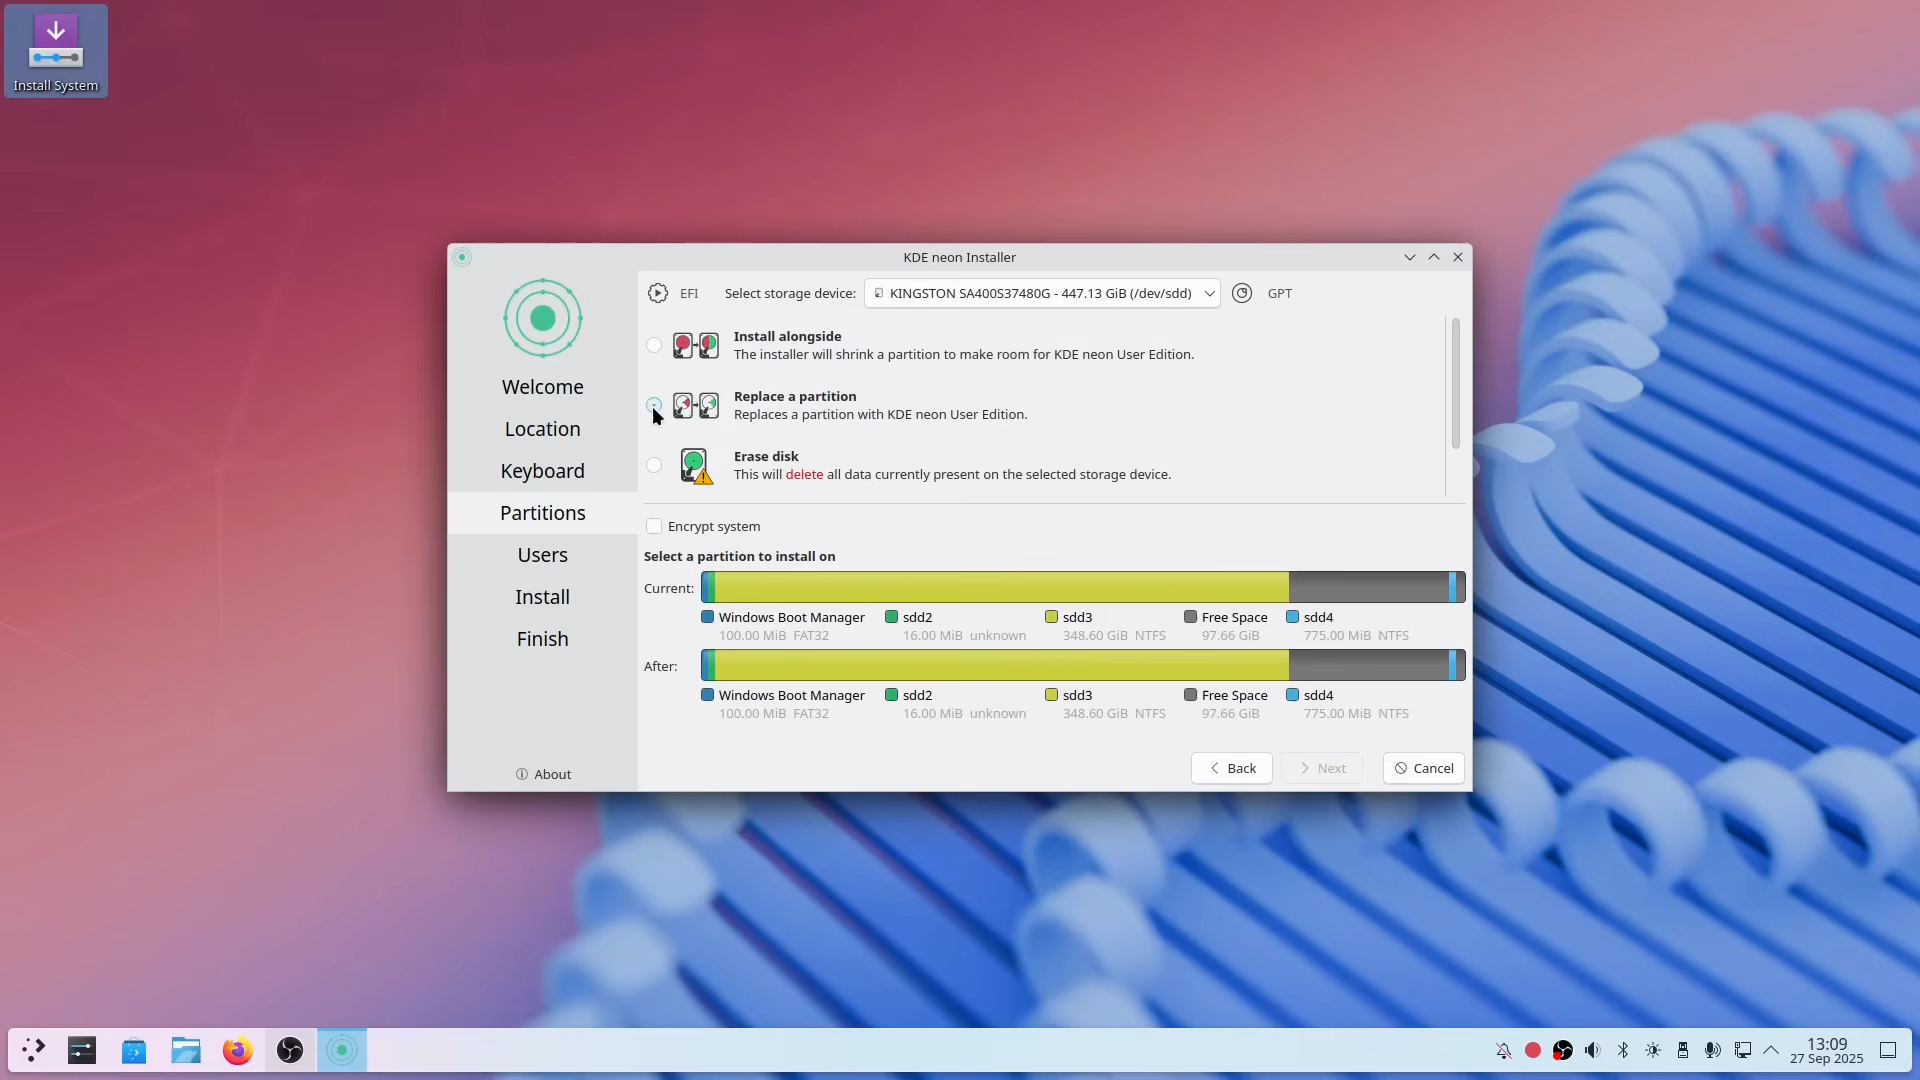 Install System
KDE neon Installer
EFI
Select storage device:
KINGSTON SA400S37480G - 447.13 GiB (/dev/sdd)
GPT
Install alongside
The installer will shrink a partition to make room for KDE neon User Edition.
Replace a partition
Replaces a partition with KDE neon User Edition.
Erase disk
This will delete all data currently present on the selected storage device.
Welcome
Location
Keyboard
Partitions
Users
Install
Finish
About
Encrypt system
Select a partition to install on
Current:
Windows Boot Manager
100.00 MiB FAT32
sdd2
16.00 MiB unknown
sdd3
348.60 GiB NTFS
Free Space
97.66 GiB
sdd4
775.00 MiB NTFS
After:
Windows Boot Manager
100.00 MiB FAT32
sdd2
16.00 MiB unknown
sdd3
348.60 GiB NTFS
Free Space
97.66 GiB
sdd4
775.00 MiB NTFS
Back
Next
Cancel
13:09
27 Sep 2025